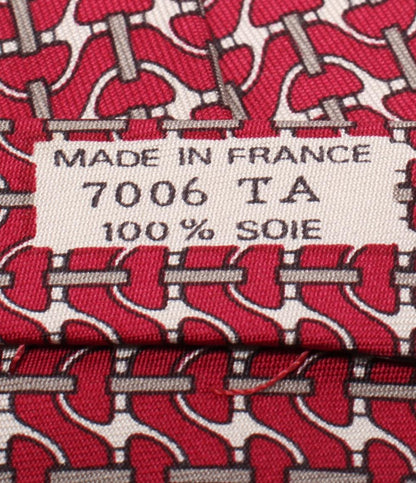 MADE IN FRANCE
7006 TA
100% SOIE